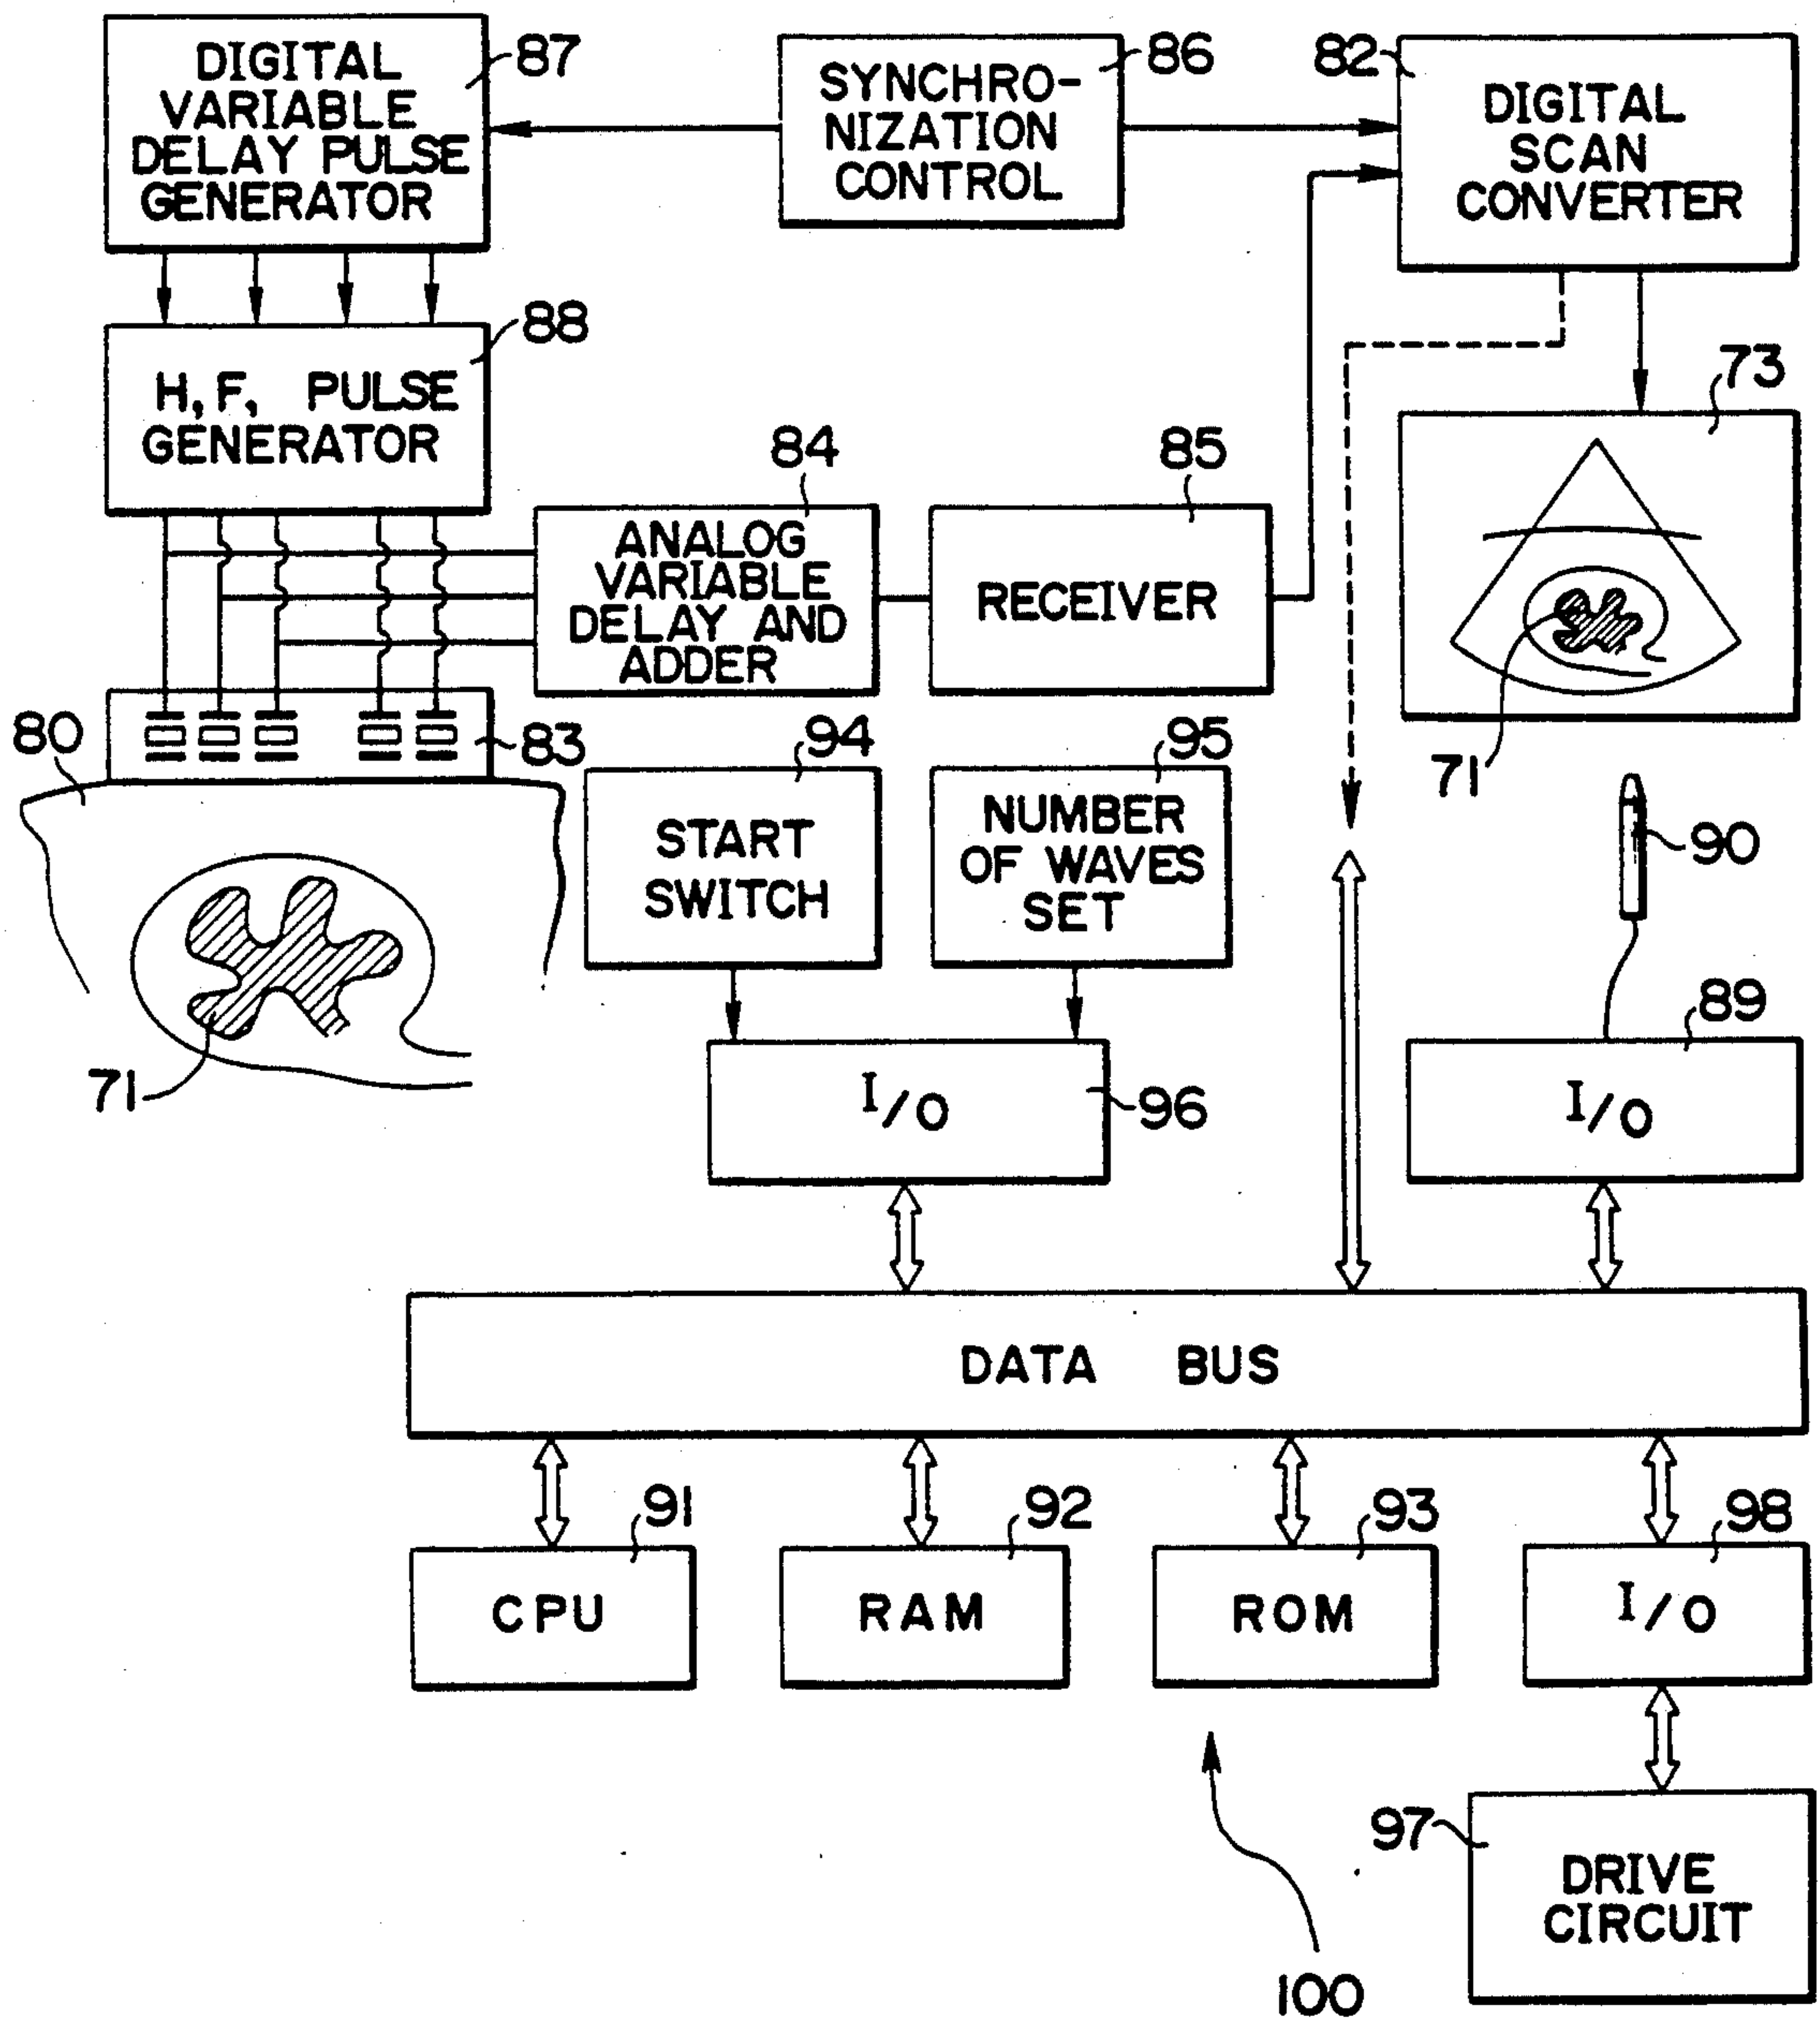 DIGITAL
VARIABLE
DELAY PULSE
GENERATOR
87
SYNCHRO-
NIZATION
CONTROL
86
82
DIGITAL
SCAN
CONVERTER
88
H,F, PULSE
GENERATOR
73
84
ANALOG
VARIABLE
DELAY AND
ADDER
85
RECEIVER
71
80
83
71
94
START
SWITCH
95
NUMBER
OF WAVES
SET
90
89
I/O
96
I/O
DATA BUS
91
CPU
92
RAM
93
ROM
98
I/O
97
DRIVE
CIRCUIT
100